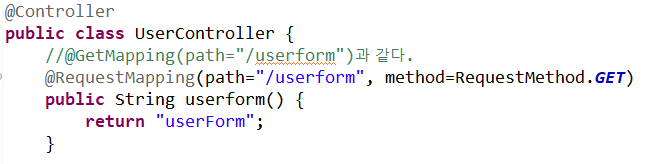 @Controller
public class UserController {
    //@GetMapping(path="/userform")과 같다.
    @RequestMapping(path="/userform", method=RequestMethod.GET)
    public String userform() {
        return "userForm";
    }